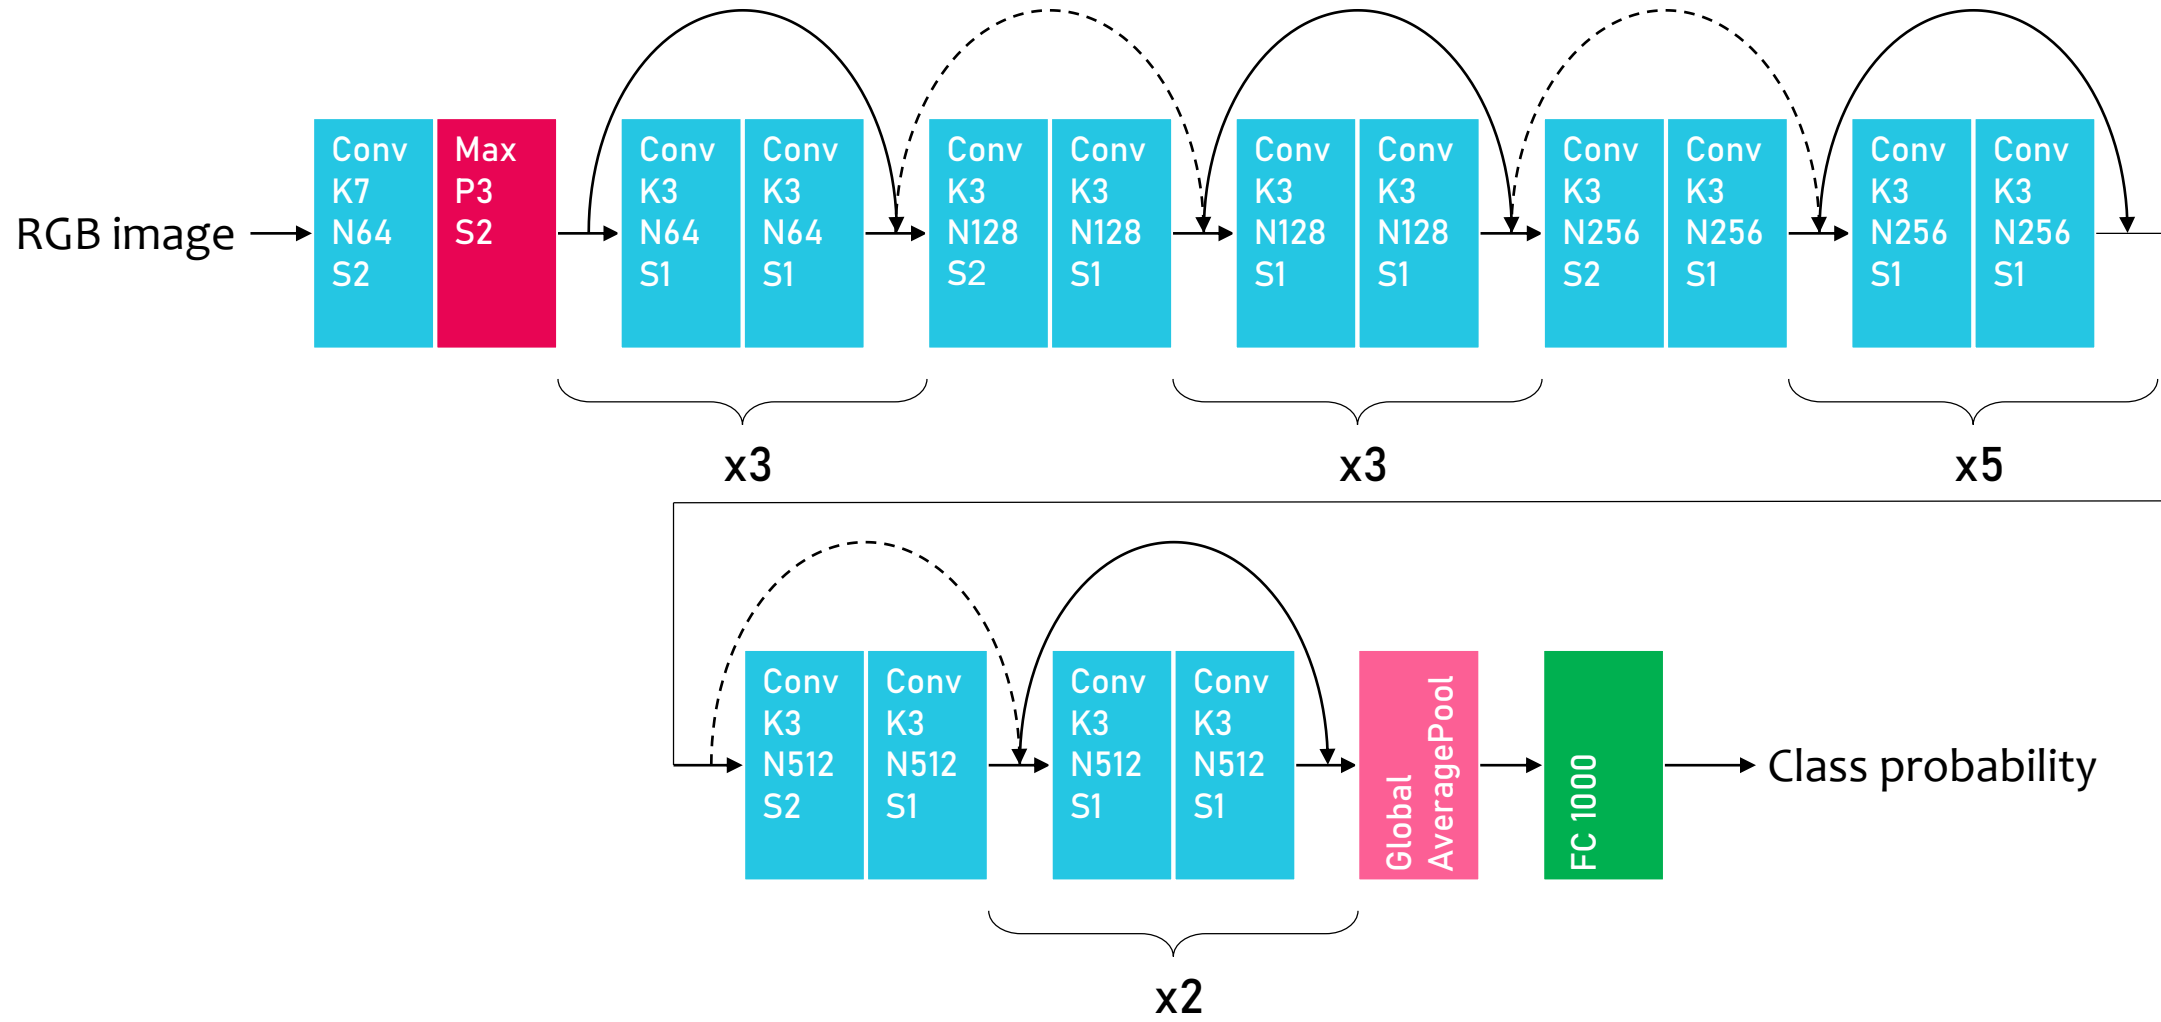 RGB image
Conv
K7
N64
S2
Max
P3
S2
Conv
K3
N64
S1
Conv
K3
N64
S1
Conv
K3
N128
S2
Conv
K3
N128
S1
Conv
K3
N128
S1
Conv
K3
N128
S1
Conv
K3
N256
S2
Conv
K3
N256
S1
Conv
K3
N256
S1
Conv
K3
N256
S1
x3
x3
x5
Conv
K3
N512
S2
Conv
K3
N512
S1
Conv
K3
N512
S1
Conv
K3
N512
S1
Global
AveragePool
FC 1000
Class probability
x2